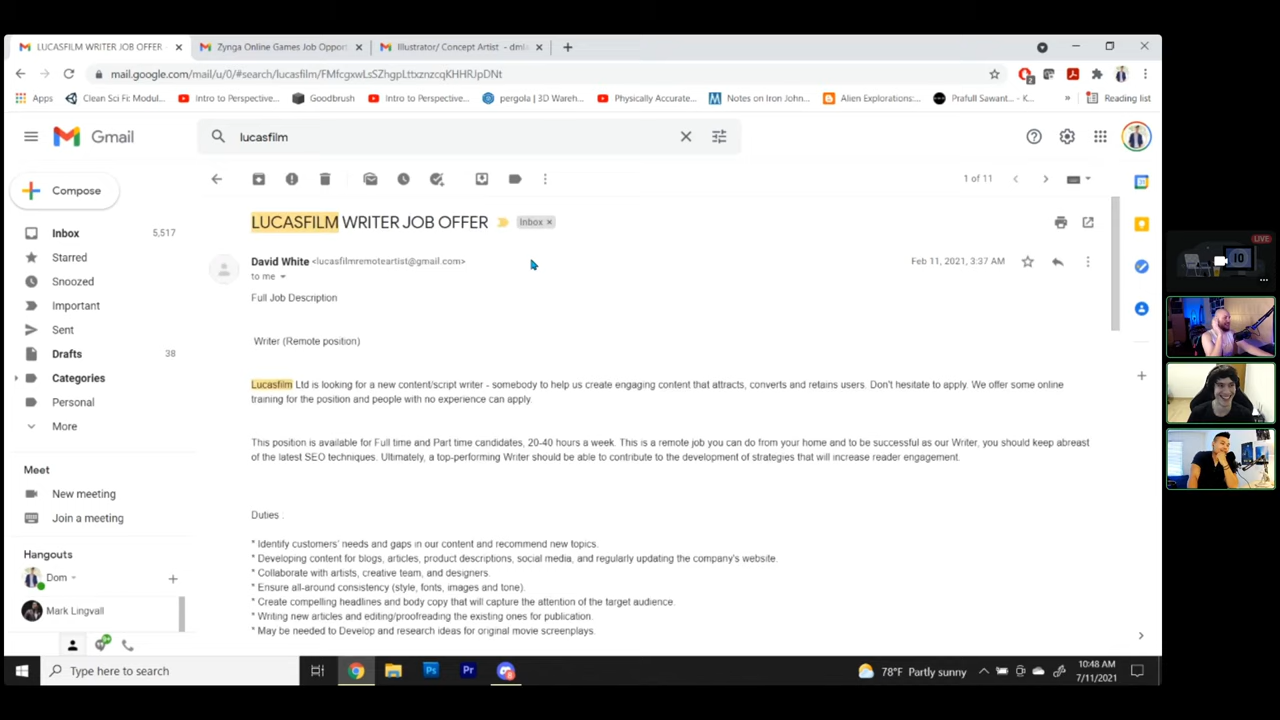 LUCASFILM WRITER JOB OFFER
Zynga Online Games Job Opport
Illustrator/ Concept Artist - dmle
mail.google.com/mail/u/0/#search/lucasfilm/FMfcgxwLsSZhgpLttxznzcqKHHRJpDNt
Apps
Clean Sci Fi: Modul...
Intro to Perspective...
Goodbrush
Intro to Perspective...
pergola | 3D Wareh...
Physically Accurate...
Notes on Iron John...
Alien Explorations:...
Prafull Sawant... - K...
»
Reading list
Gmail
lucasfilm
Compose
1 of 11
LUCASFILM WRITER JOB OFFER
Inbox ×
Inbox 5,517
Starred
Snoozed
Important
Sent
Drafts 38
Categories
Personal
More
Meet
New meeting
Join a meeting
Hangouts
Dom
Mark Lingvall
David White <lucasfilmremoteartist@gmail.com>
Feb 11, 2021, 3:37 AM
to me
Full Job Description
Writer (Remote position)
Lucasfilm Ltd is looking for a new content/script writer - somebody to help us create engaging content that attracts, converts and retains users. Don't hesitate to apply. We offer some online
training for the position and people with no experience can apply.
This position is available for Full time and Part time candidates, 20-40 hours a week. This is a remote job you can do from your home and to be successful as our Writer, you should keep abreast
of the latest SEO techniques. Ultimately, a top-performing Writer should be able to contribute to the development of strategies that will increase reader engagement.
Duties .
* Identify customers' needs and gaps in our content and recommend new topics.
* Developing content for blogs, articles, product descriptions, social media, and regularly updating the company's website.
* Collaborate with artists, creative team, and designers.
* Ensure all-around consistency (style, fonts, images and tone).
* Create compelling headlines and body copy that will capture the attention of the target audience.
* Writing new articles and editing/proofreading the existing ones for publication.
* May be needed to Develop and research ideas for original movie screenplays.
LIVE
10
Type here to search
Ps
Pr
78°F Partly sunny
10:48 AM
7/11/2021